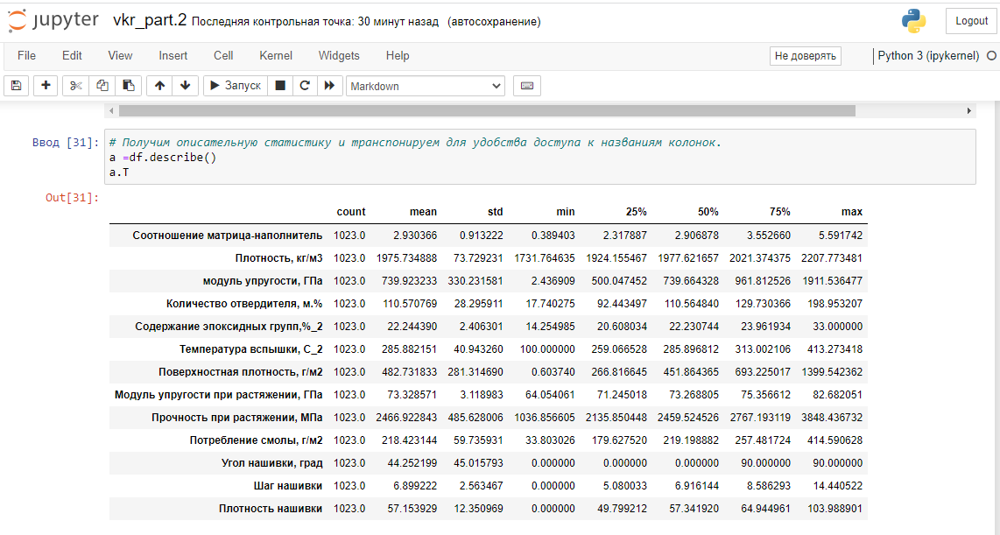 jupyter vkr_part.2 Последняя контрольная точка: 30 минут назад (автосохранение) Logout
File Edit View Insert Cell Kernel Widgets Help Не доверять Python 3 (ipykernel)
Запуск Markdown
Ввод [31]: # Получим описательную статистику и транспонируем для удобства доступа к названиям колонок.
a =df.describe()
a.T
Out[31]:
count mean std min 25% 50% 75% max
Соотношение матрица-наполнитель 1023.0 2.930366 0.913222 0.389403 2.317887 2.906878 3.552660 5.591742
Плотность, кг/м3 1023.0 1975.734888 73.729231 1731.764635 1924.155467 1977.621657 2021.374375 2207.773481
модуль упругости, ГПа 1023.0 739.923233 330.231581 2.436909 500.047452 739.664328 961.812526 1911.536477
Количество отвердителя, м.% 1023.0 110.570769 28.295911 17.740275 92.443497 110.564840 129.730366 198.953207
Содержание эпоксидных групп,%_2 1023.0 22.244390 2.406301 14.254985 20.608034 22.230744 23.961934 33.000000
Температура вспышки, С_2 1023.0 285.882151 40.943260 100.000000 259.066528 285.896812 313.002106 413.273418
Поверхностная плотность, г/м2 1023.0 482.731833 281.314690 0.603740 266.816645 451.864365 693.225017 1399.542362
Модуль упругости при растяжении, ГПа 1023.0 73.328571 3.118983 64.054061 71.245018 73.268805 75.356612 82.682051
Прочность при растяжении, МПа 1023.0 2466.922843 485.628006 1036.856605 2135.850448 2459.524526 2767.193119 3848.436732
Потребление смолы, г/м2 1023.0 218.423144 59.735931 33.803026 179.627520 219.198882 257.481724 414.590628
Угол нашивки, град 1023.0 44.252199 45.015793 0.000000 0.000000 0.000000 90.000000 90.000000
Шаг нашивки 1023.0 6.899222 2.563467 0.000000 5.080033 6.916144 8.586293 14.440522
Плотность нашивки 1023.0 57.153929 12.350969 0.000000 49.799212 57.341920 64.944961 103.988901